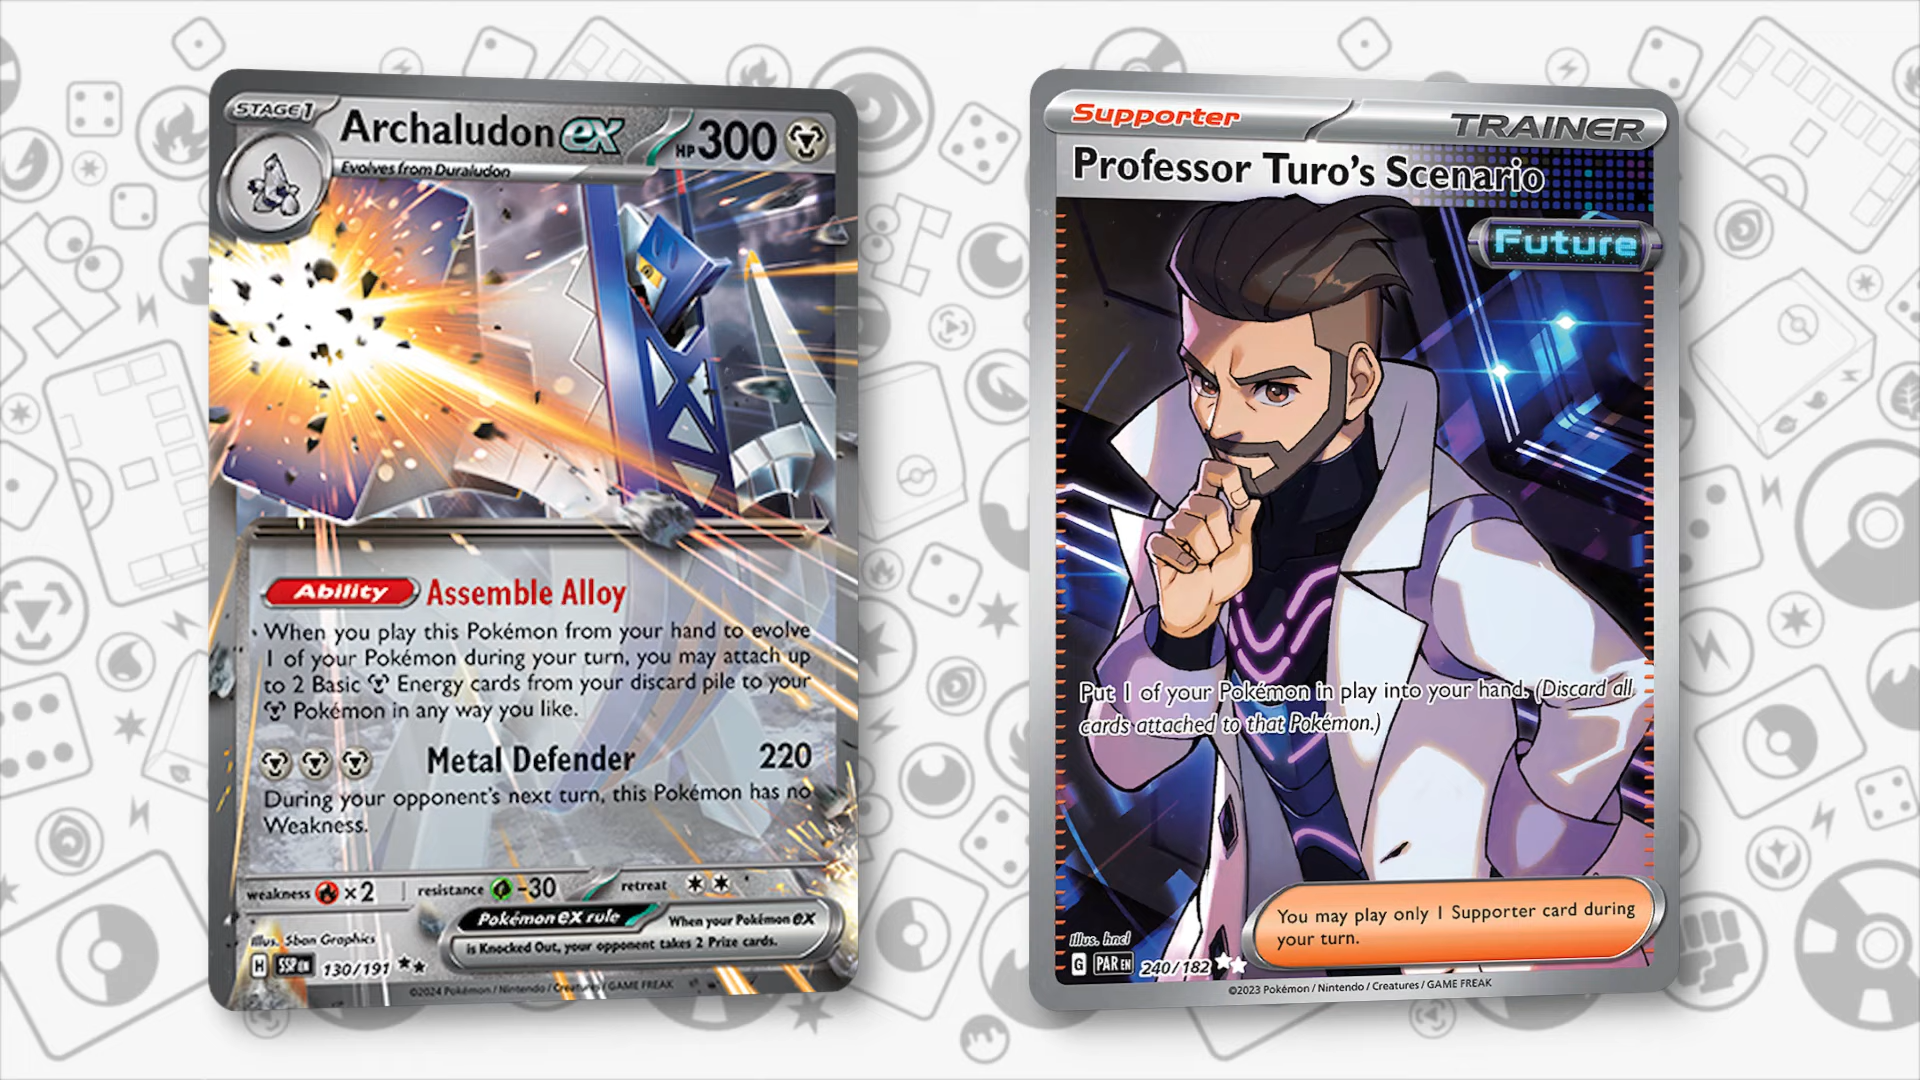 STAGE1
Archaludon ex
HP 300
Evolves from Duraludon
Ability Assemble Alloy
When you play this Pokémon from your hand to evolve
1 of your Pokémon during your turn, you may attach up
to 2 Basic Energy cards from your discard pile to your
Pokémon in any way you like.
Metal Defender 220
During your opponent's next turn, this Pokémon has no
Weakness.
weakness ×2 resistance -30 retreat
Pokémon ex rule When your Pokémon ex
is Knocked Out, your opponent takes 2 Prize cards.
Illus. 5ban Graphics
H SSP EN 130/191
©2024 Pokémon / Nintendo / Creatures / GAME FREAK
Supporter TRAINER
Professor Turo's Scenario
Future
Put 1 of your Pokémon in play into your hand. (Discard all
cards attached to that Pokémon.)
You may play only 1 Supporter card during
your turn.
Illus. hncl
G PAR EN 240/182
©2023 Pokémon / Nintendo / Creatures / GAME FREAK